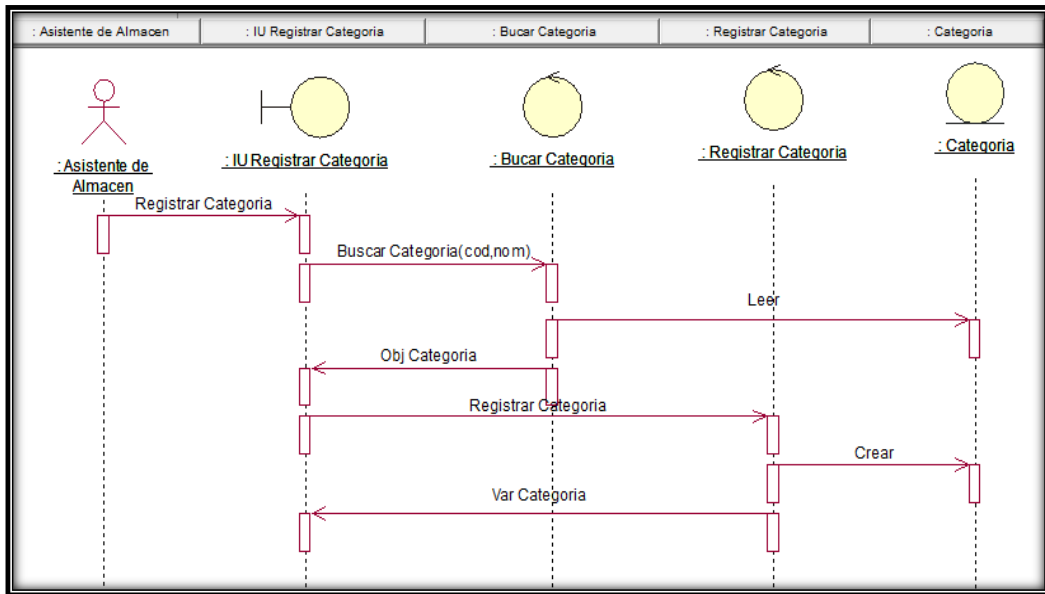 : Asistente de Almacen
: IU Registrar Categoria
: Bucar Categoria
: Registrar Categoria
: Categoria
: Asistente de
Almacen
: IU Registrar Categoria
: Bucar Categoria
: Registrar Categoria
: Categoria
Registrar Categoria
Buscar Categoria(cod,nom)
Leer
Obj Categoria
Registrar Categoria
Crear
Var Categoria